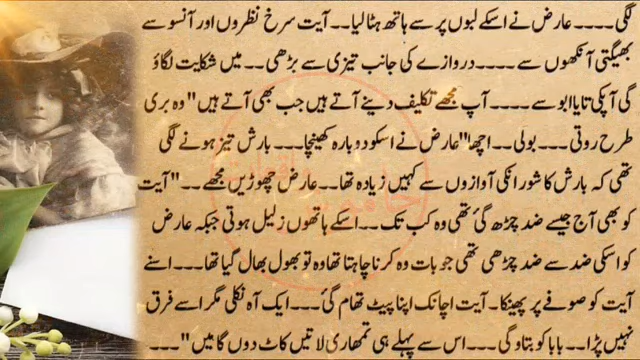 لگی۔۔۔۔ عارض نے اسکے لبوں پر سے ہاتھ ہٹا لیا۔۔ آیت سرخ نظروں اور آنسو سے
بھیگتی آنکھوں سے ۔۔۔۔ دروازے کی جانب تیزی سے بڑھی ۔۔ میں شکایت لگاؤ
گی آپکی تایا ابو سے ۔۔۔۔ آپ مجھے تکلیف دینے آتے ہیں جب بھی آتے ہیں" وہ بری
طرح روتی۔۔ بولی۔۔ اچھا" عارض نے اسکو دوبارہ کھینچا۔۔۔ بارش تیز ہونے لگی
تھی کہ بارش کا شور انکی آوازوں سے کہیں زیادہ تھا۔۔ عارض چھوڑیں مجھے۔۔" آیت
کو بھی آج جیسے ضد چڑھ گئ تھی وہ کب تک ۔۔ اسکے ہاتھوں زلیل ہوتی جبکہ عارض
کو اسکی ضد سے ضد چڑھی تھی جو بات وہ کرنا چاہتا تھا وہ تو بھول بھال گیا تھا۔۔۔ اسنے
آیت کو صوفے پر پھینکا۔۔ آیت اچانک اپنا پیٹ تھام گئ۔۔۔ ایک آہ نکلی مگر اسے فرق
نہیں پڑا۔۔ بابا کو بتاو گی۔۔۔ اس سے پہلے ہی تمھاری لاتیں کاٹ دوں گا میں"۔۔۔